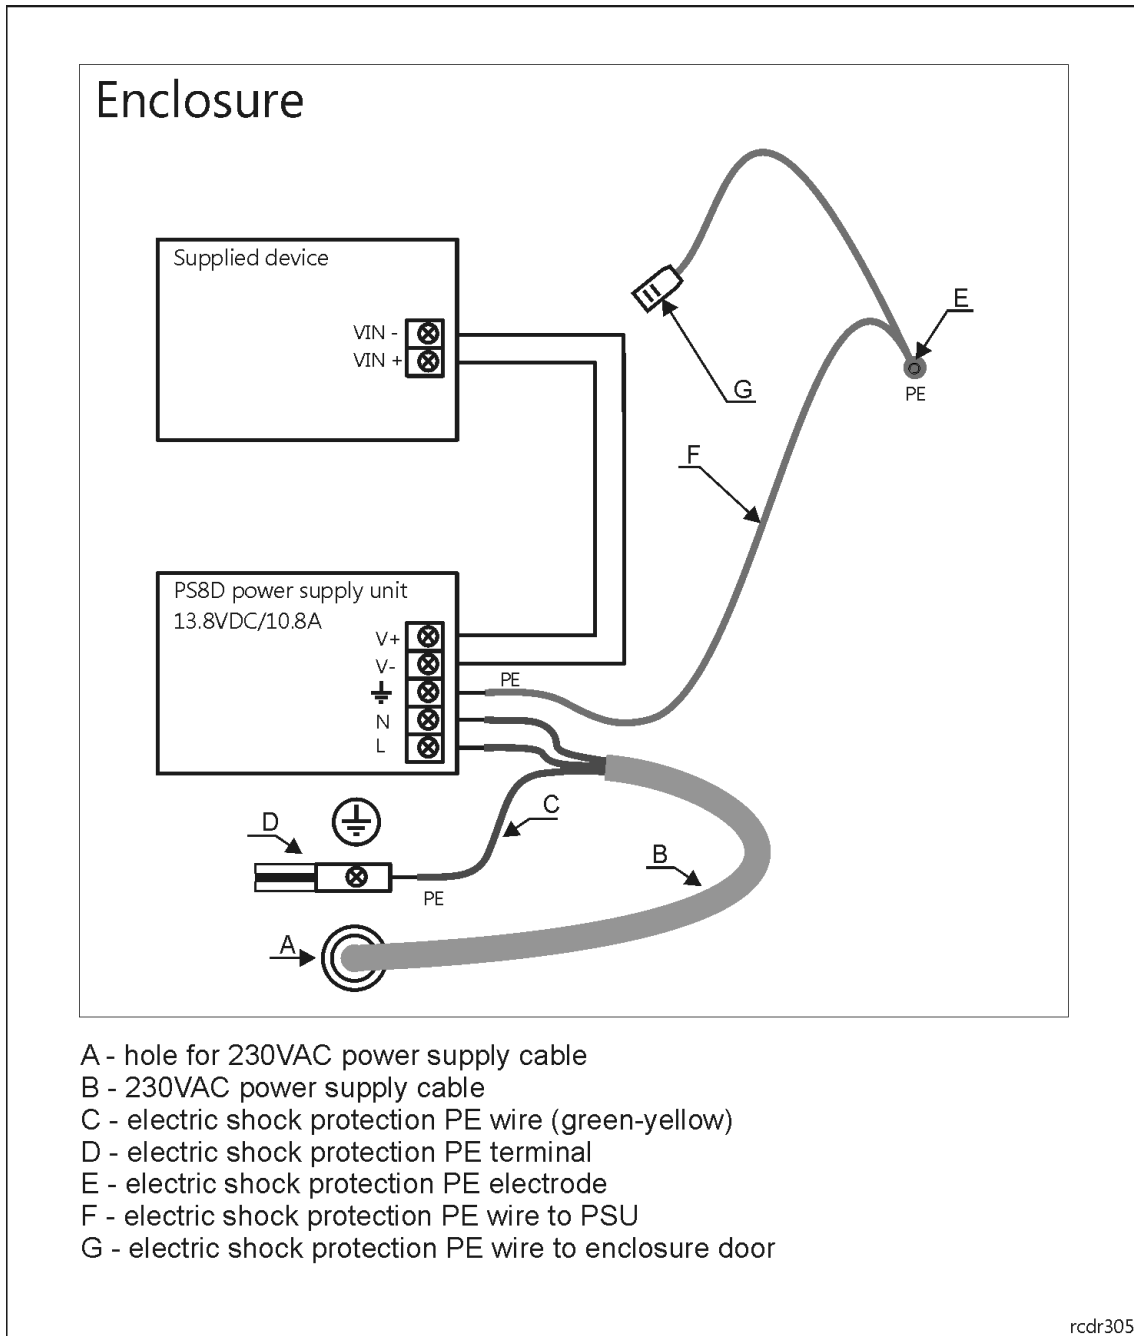 Enclosure
Supplied device
VIN -
VIN +
E
PE
G
F
PS8D power supply unit
13.8VDC/10.8A
V+
V-
PE
N
L
C
D
B
PE
A
A - hole for 230VAC power supply cable
B - 230VAC power supply cable
C - electric shock protection PE wire (green-yellow)
D - electric shock protection PE terminal
E - electric shock protection PE electrode
F - electric shock protection PE wire to PSU
G - electric shock protection PE wire to enclosure door
rcdr305